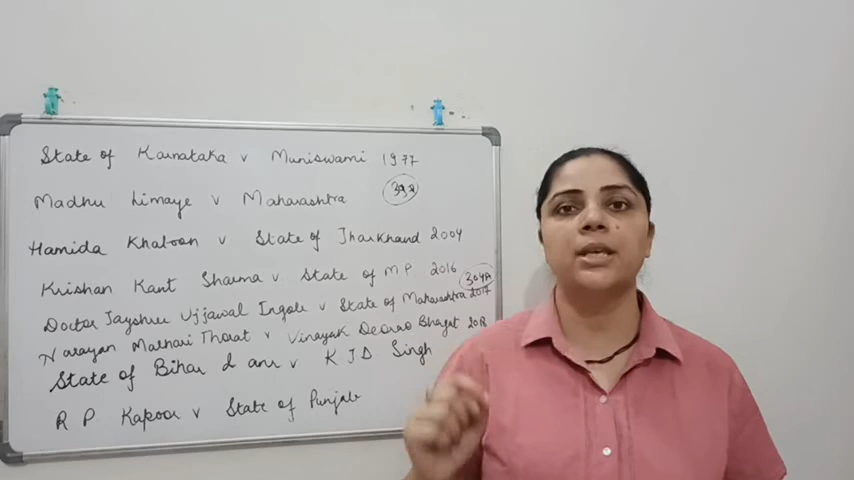 State of Karnataka v Muniswami 1977
Madhu Limaye v Maharashtra
Hamida Khatoon v State of Jharkhand 2004
Krishan Kant Sharma v State of MP 2016 304A
Doctor Jayshree Ujjawal Ingole v State of Maharashtra 2017
Narayan Malhari Thorat v Vinayak Deorao Bhagat
State of Bihar & anr v K J D Singh
R P Kapoor v State of Punjab